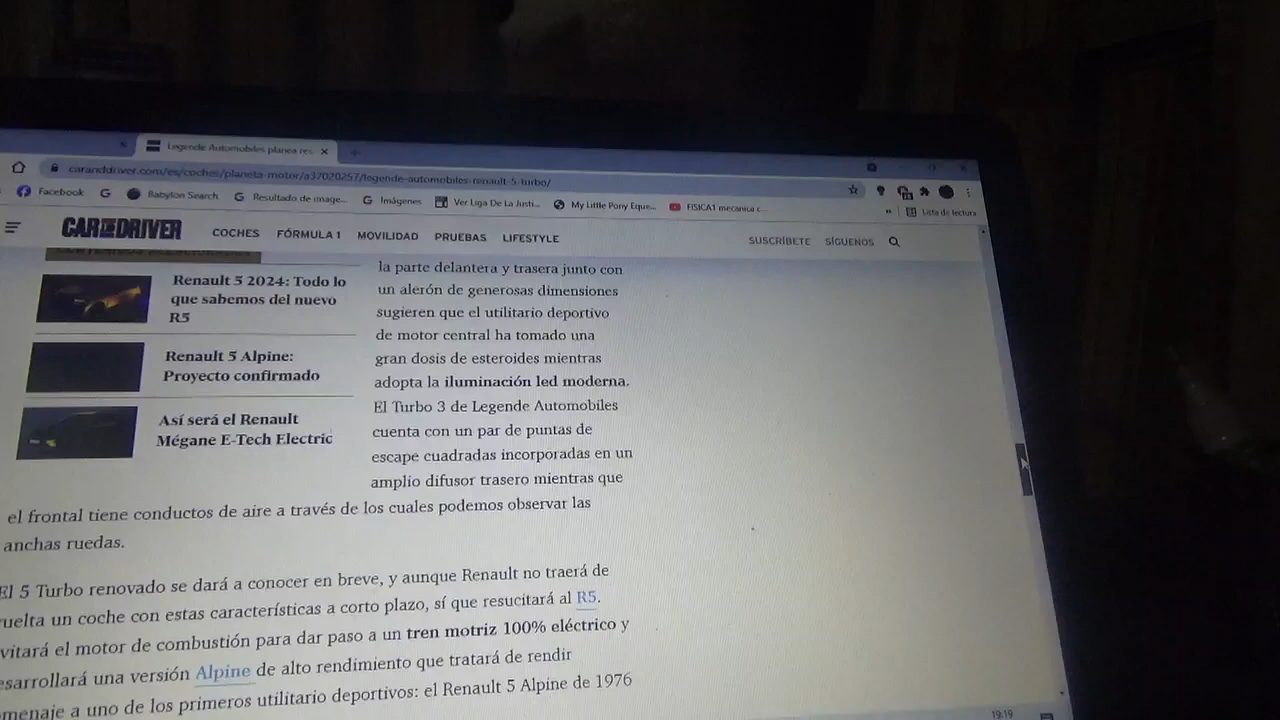 Legende Automobiles planea res
caranddriver.com/es/coches/planeta-motor/a37020257/legende-automobiles-renault-5-turbo/
Facebook
Babylon Search
Resultado de image...
Imágenes
Ver Liga De La Justi...
My Little Pony Eque...
FISICA1 mecanica c...
Lista de lectura
CAR AND DRIVER
COCHES
FÓRMULA 1
MOVILIDAD
PRUEBAS
LIFESTYLE
SUSCRÍBETE
SÍGUENOS
Renault 5 2024: Todo lo
que sabemos del nuevo
R5
Renault 5 Alpine:
Proyecto confirmado
Así será el Renault
Mégane E-Tech Electric
la parte delantera y trasera junto con
un alerón de generosas dimensiones
sugieren que el utilitario deportivo
de motor central ha tomado una
gran dosis de esteroides mientras
adopta la iluminación led moderna.
El Turbo 3 de Legende Automobiles
cuenta con un par de puntas de
escape cuadradas incorporadas en un
amplio difusor trasero mientras que
el frontal tiene conductos de aire a través de los cuales podemos observar las
anchas ruedas.
El 5 Turbo renovado se dará a conocer en breve, y aunque Renault no traerá de
vuelta un coche con estas características a corto plazo, sí que resucitará al R5.
vitará el motor de combustión para dar paso a un tren motriz 100% eléctrico y
esarrollará una versión Alpine de alto rendimiento que tratará de rendir
menaje a uno de los primeros utilitario deportivos: el Renault 5 Alpine de 1976
19:19